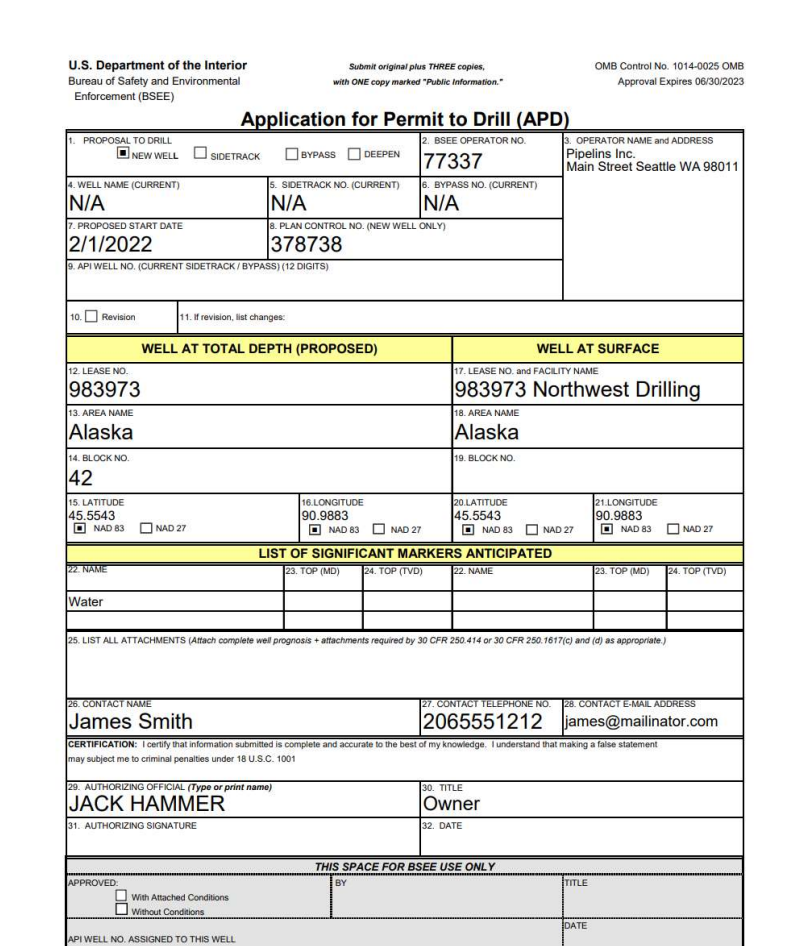 U.S. Department of the Interior
Bureau of Safety and Environmental
Enforcement (BSEE)
Submit original plus THREE copies,
with ONE copy marked "Public Information."
OMB Control No. 1014-0025 OMB
Approval Expires 06/30/2023
Application for Permit to Drill (APD)
1. PROPOSAL TO DRILL
NEW WELL SIDETRACK BYPASS DEEPEN
2. BSEE OPERATOR NO.
77337
3. OPERATOR NAME and ADDRESS
Pipelins Inc.
Main Street Seattle WA 98011
4. WELL NAME (CURRENT)
N/A
5. SIDETRACK NO. (CURRENT)
N/A
6. BYPASS NO. (CURRENT)
N/A
7. PROPOSED START DATE
2/1/2022
8. PLAN CONTROL NO. (NEW WELL ONLY)
378738
9. API WELL NO. (CURRENT SIDETRACK / BYPASS) (12 DIGITS)
10. Revision
11. If revision, list changes:
WELL AT TOTAL DEPTH (PROPOSED)
WELL AT SURFACE
12. LEASE NO.
983973
17. LEASE NO. and FACILITY NAME
983973 Northwest Drilling
13. AREA NAME
Alaska
18. AREA NAME
Alaska
14. BLOCK NO.
42
19. BLOCK NO.
15. LATITUDE
45.5543
NAD 83 NAD 27
16.LONGITUDE
90.9883
NAD 83 NAD 27
20.LATITUDE
45.5543
NAD 83 NAD 27
21.LONGITUDE
90.9883
NAD 83 NAD 27
LIST OF SIGNIFICANT MARKERS ANTICIPATED
22. NAME 23. TOP (MD) 24. TOP (TVD) 22. NAME 23. TOP (MD) 24. TOP (TVD)
Water
25. LIST ALL ATTACHMENTS (Attach complete well prognosis + attachments required by 30 CFR 250.414 or 30 CFR 250.1617(c) and (d) as appropriate.)
26. CONTACT NAME
James Smith
27. CONTACT TELEPHONE NO.
2065551212
28. CONTACT E-MAIL ADDRESS
james@mailinator.com
CERTIFICATION: I certify that information submitted is complete and accurate to the best of my knowledge. I understand that making a false statement
may subject me to criminal penalties under 18 U.S.C. 1001
29. AUTHORIZING OFFICIAL (Type or print name)
JACK HAMMER
30. TITLE
Owner
31. AUTHORIZING SIGNATURE
32. DATE
THIS SPACE FOR BSEE USE ONLY
APPROVED:
With Attached Conditions
Without Conditions
BY
TITLE
DATE
API WELL NO. ASSIGNED TO THIS WELL